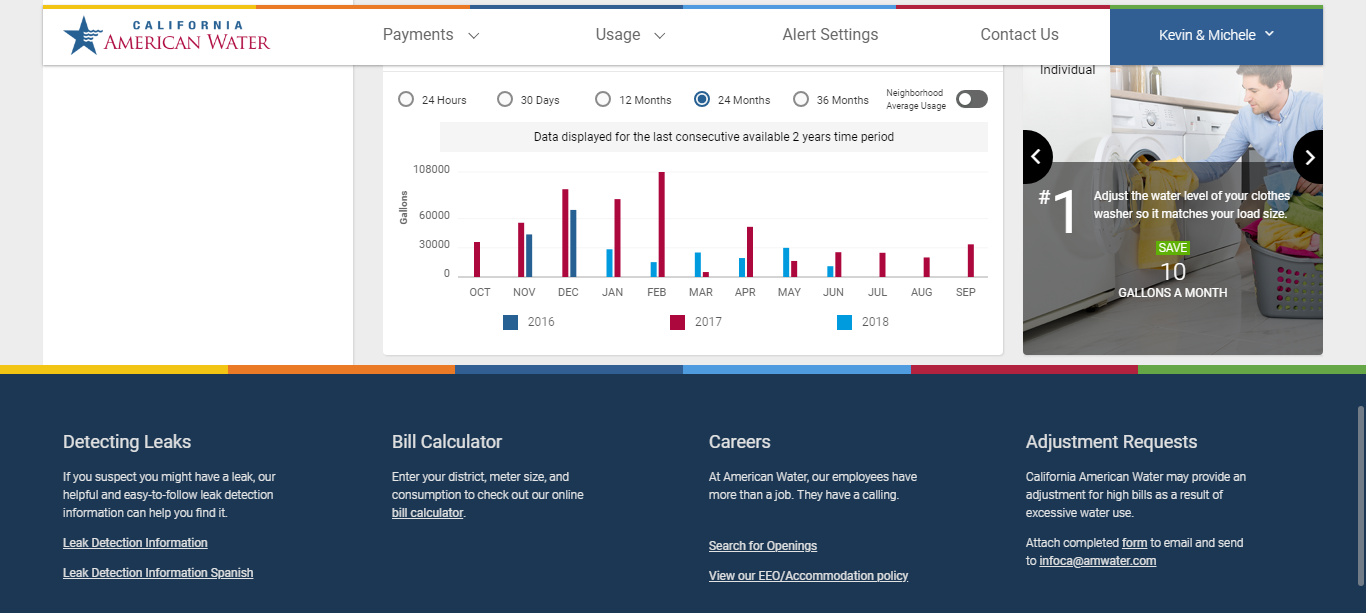 CALIFORNIA
AMERICAN WATER
Payments
Usage
Alert Settings
Contact Us
Kevin & Michele
Individual
24 Hours
30 Days
12 Months
24 Months
36 Months
Neighborhood
Average Usage
Data displayed for the last consecutive available 2 years time period
Gallons
108000
60000
30000
0
OCT NOV DEC JAN FEB MAR APR MAY JUN JUL AUG SEP
2016
2017
2018
#1
Adjust the water level of your clothes
washer so it matches your load size.
SAVE
10
GALLONS A MONTH
Detecting Leaks
If you suspect you might have a leak, our
helpful and easy-to-follow leak detection
information can help you find it.
Leak Detection Information
Leak Detection Information Spanish
Bill Calculator
Enter your district, meter size, and
consumption to check out our online
bill calculator.
Careers
At American Water, our employees have
more than a job. They have a calling.
Search for Openings
View our EEO/Accommodation policy
Adjustment Requests
California American Water may provide an
adjustment for high bills as a result of
excessive water use.
Attach completed form to email and send
to infoca@amwater.com